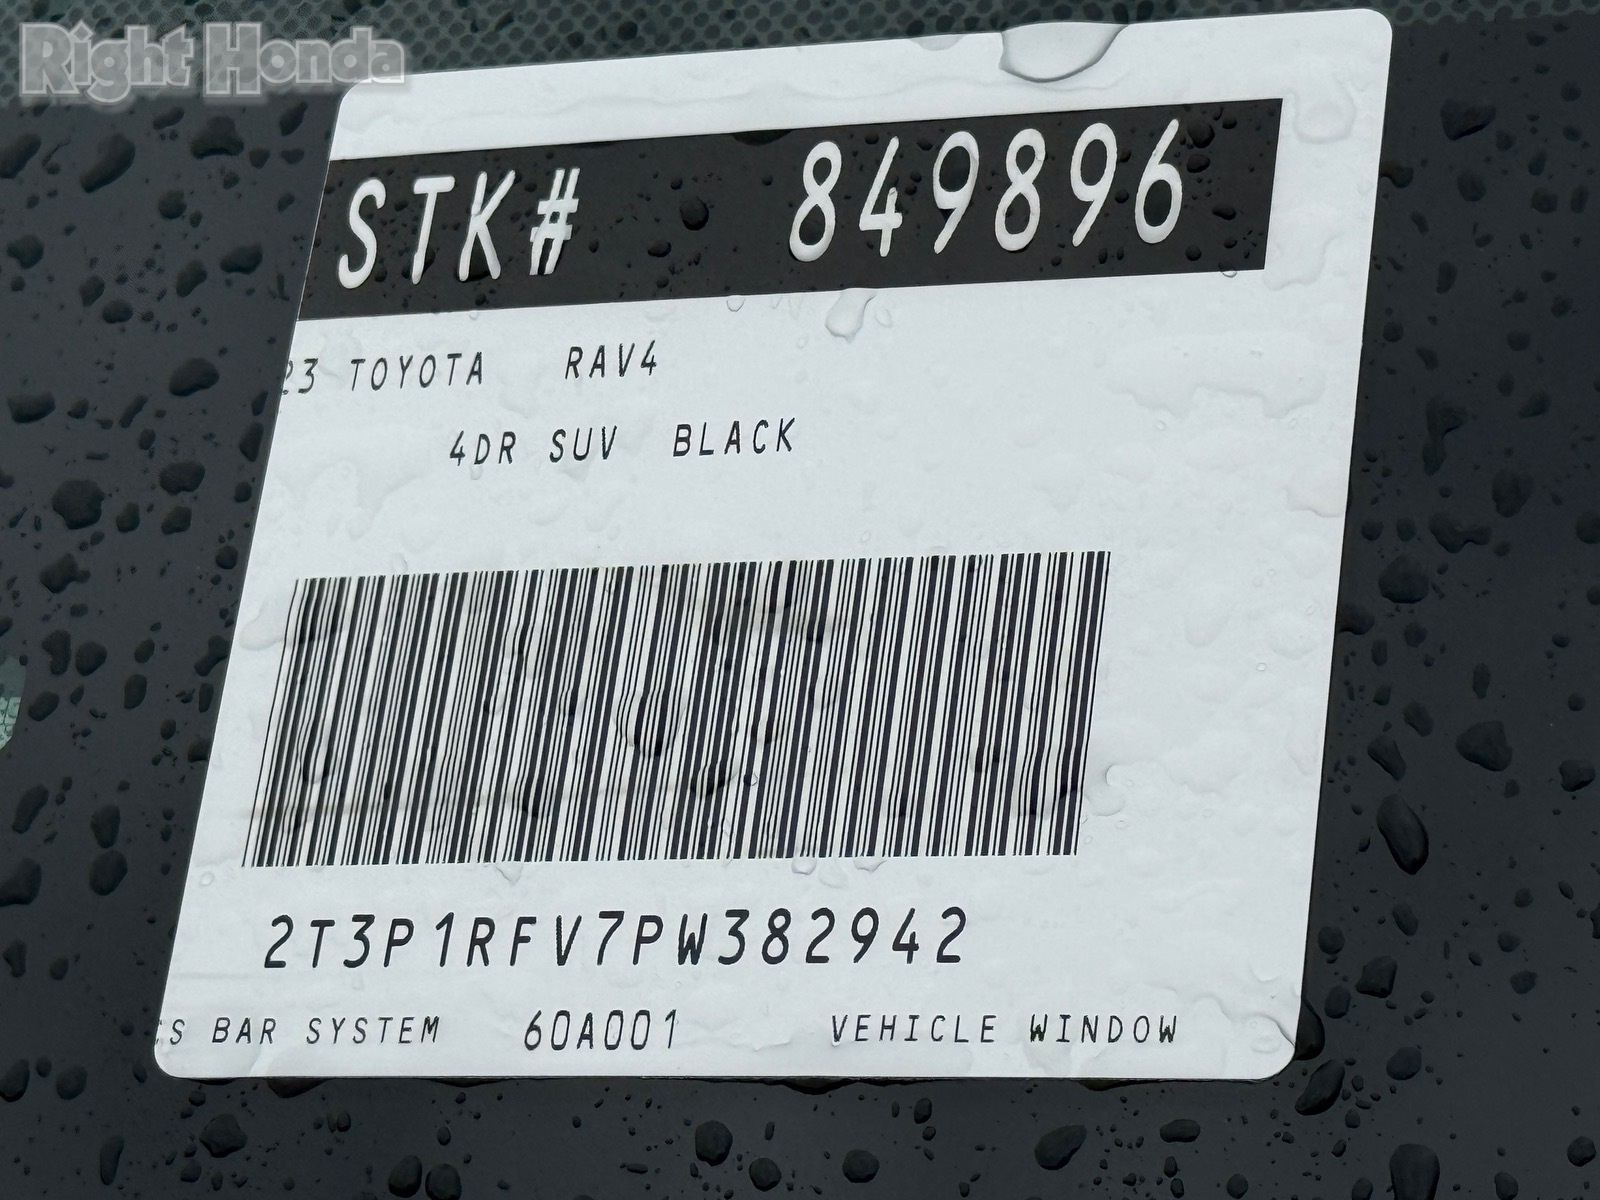 Right Honda
STK# 849896
23 TOYOTA RAV4
4DR SUV BLACK
2T3P1RFV7PW382942
S BAR SYSTEM 60A001 VEHICLE WINDOW